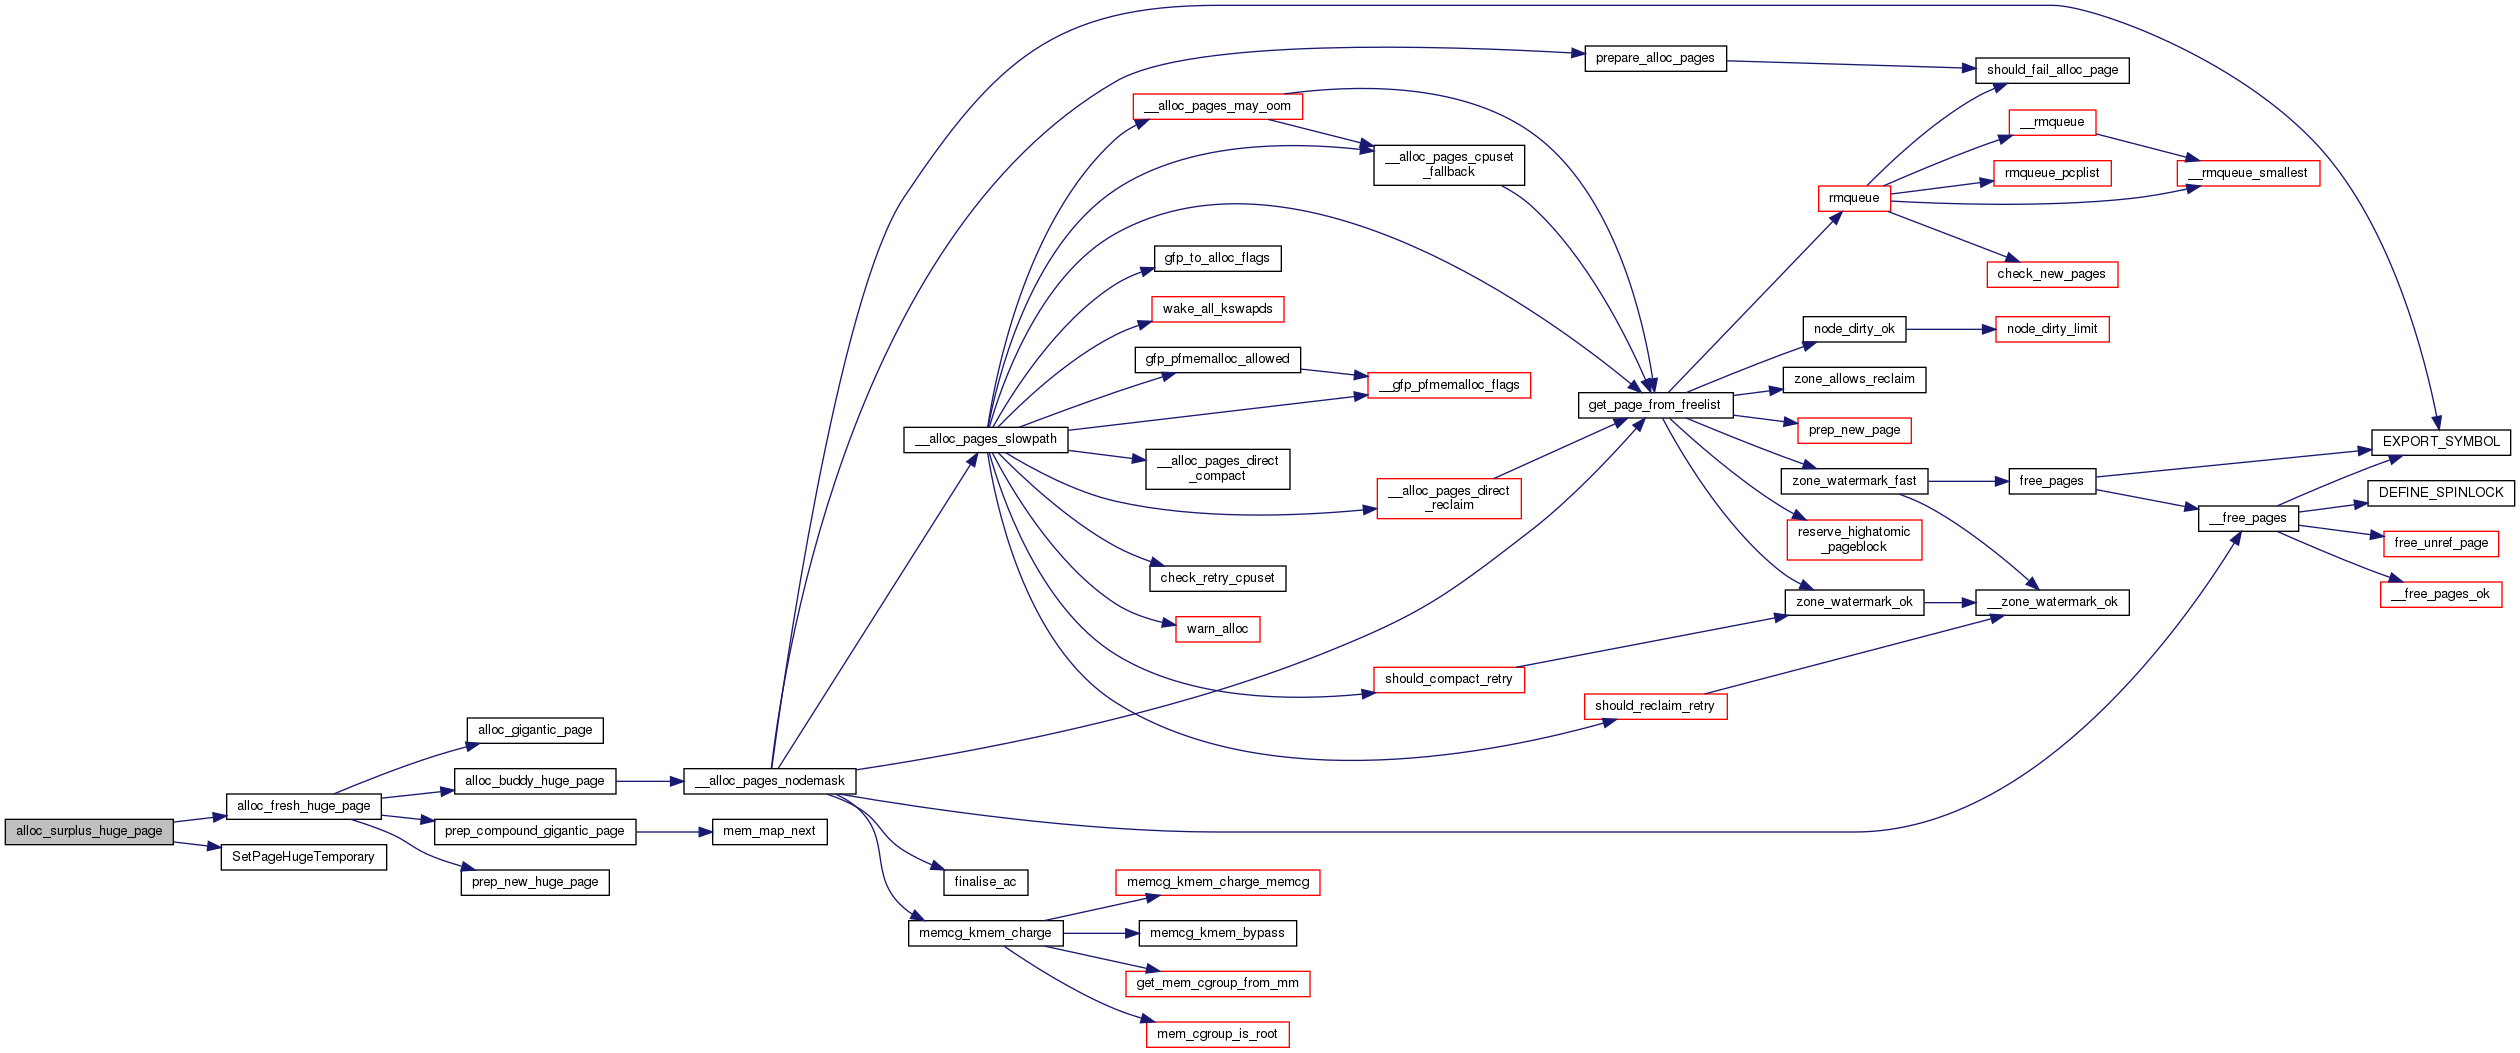 alloc_surplus_huge_page
alloc_fresh_huge_page
SetPageHugeTemporary
alloc_gigantic_page
alloc_buddy_huge_page
prep_compound_gigantic_page
prep_new_huge_page
__alloc_pages_nodemask
mem_map_next
__alloc_pages_slowpath
finalise_ac
memcg_kmem_charge
__alloc_pages_may_oom
gfp_to_alloc_flags
wake_all_kswapds
gfp_pfmemalloc_allowed
__alloc_pages_direct
_compact
check_retry_cpuset
warn_alloc
memcg_kmem_charge_memcg
memcg_kmem_bypass
get_mem_cgroup_from_mm
mem_cgroup_is_root
__alloc_pages_cpuset
_fallback
__gfp_pfmemalloc_flags
__alloc_pages_direct
_reclaim
should_compact_retry
prepare_alloc_pages
get_page_from_freelist
should_reclaim_retry
rmqueue
node_dirty_ok
zone_allows_reclaim
prep_new_page
zone_watermark_fast
reserve_highatomic
_pageblock
zone_watermark_ok
should_fail_alloc_page
__rmqueue
rmqueue_pcplist
check_new_pages
node_dirty_limit
free_pages
__zone_watermark_ok
__rmqueue_smallest
__free_pages
EXPORT_SYMBOL
DEFINE_SPINLOCK
free_unref_page
__free_pages_ok